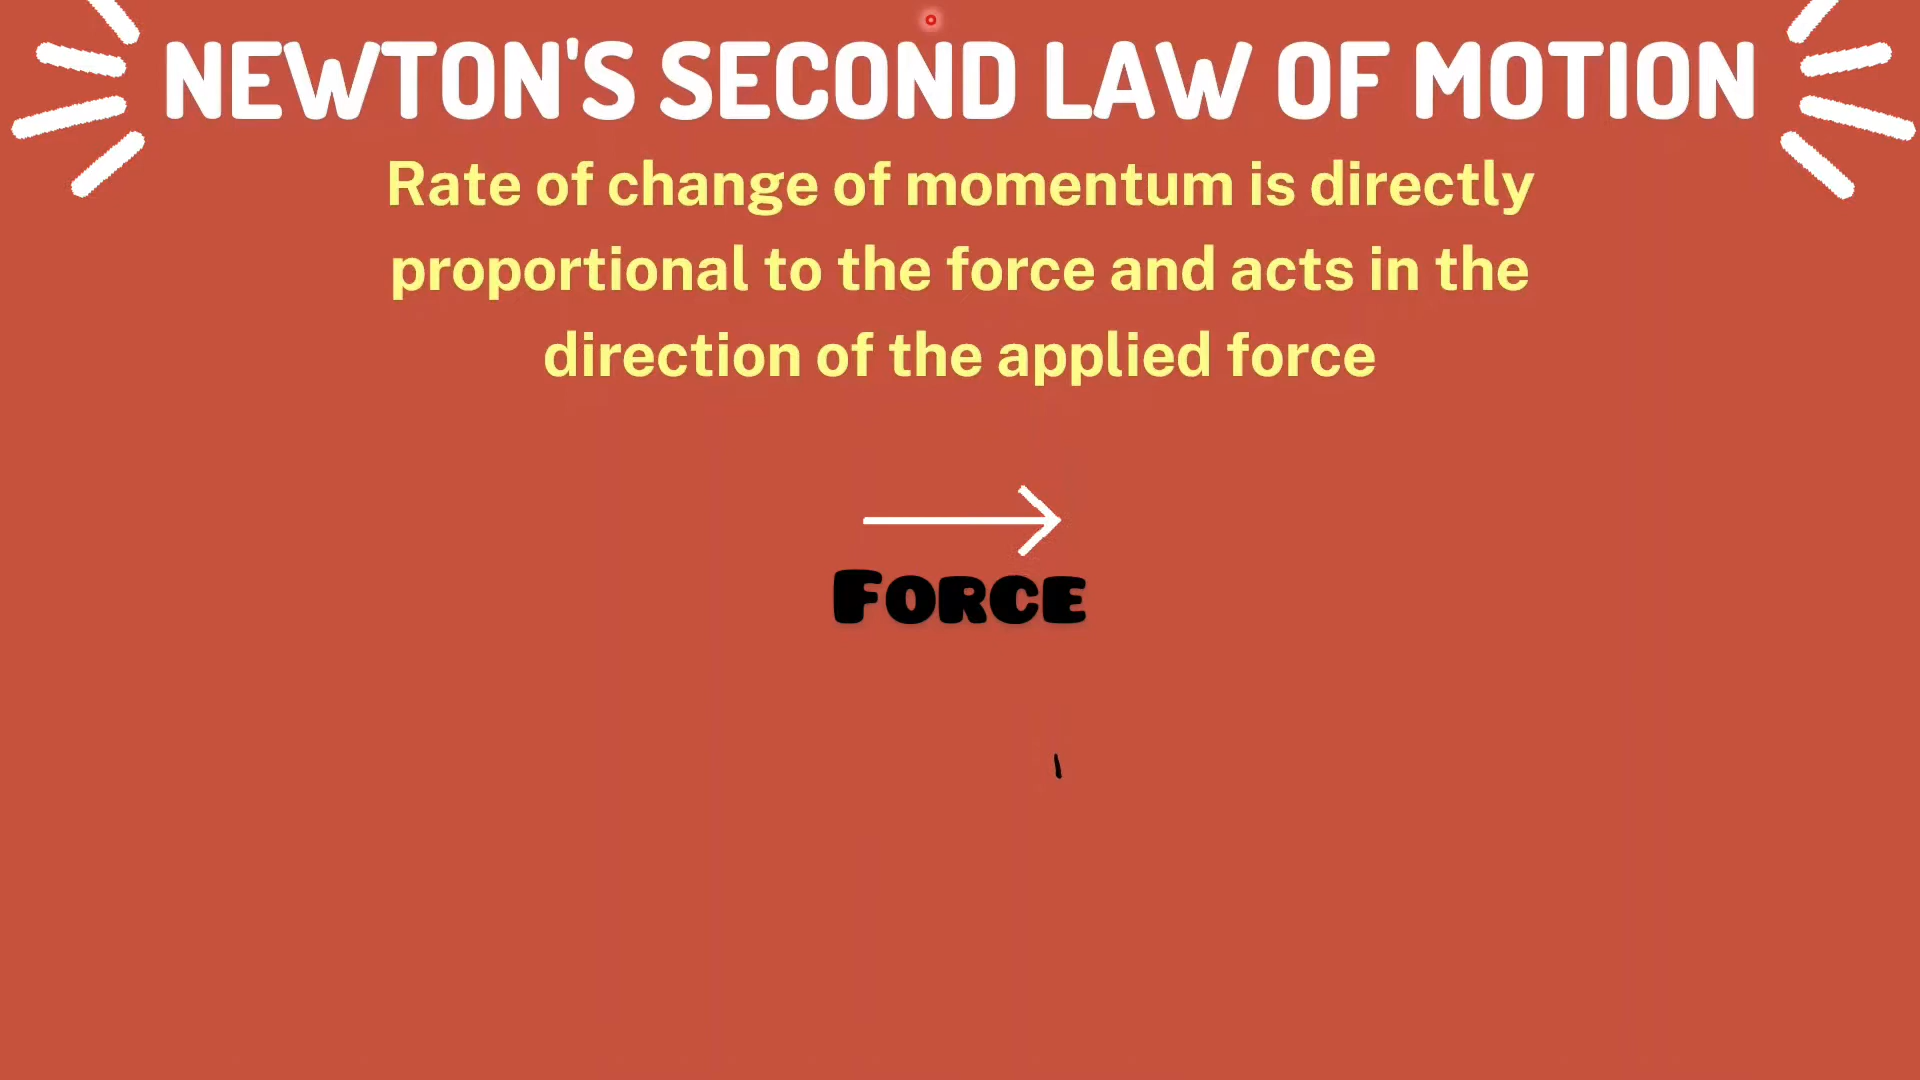 NEWTON'S SECOND LAW OF MOTION
Rate of change of momentum is directly
proportional to the force and acts in the
direction of the applied force
FORCE